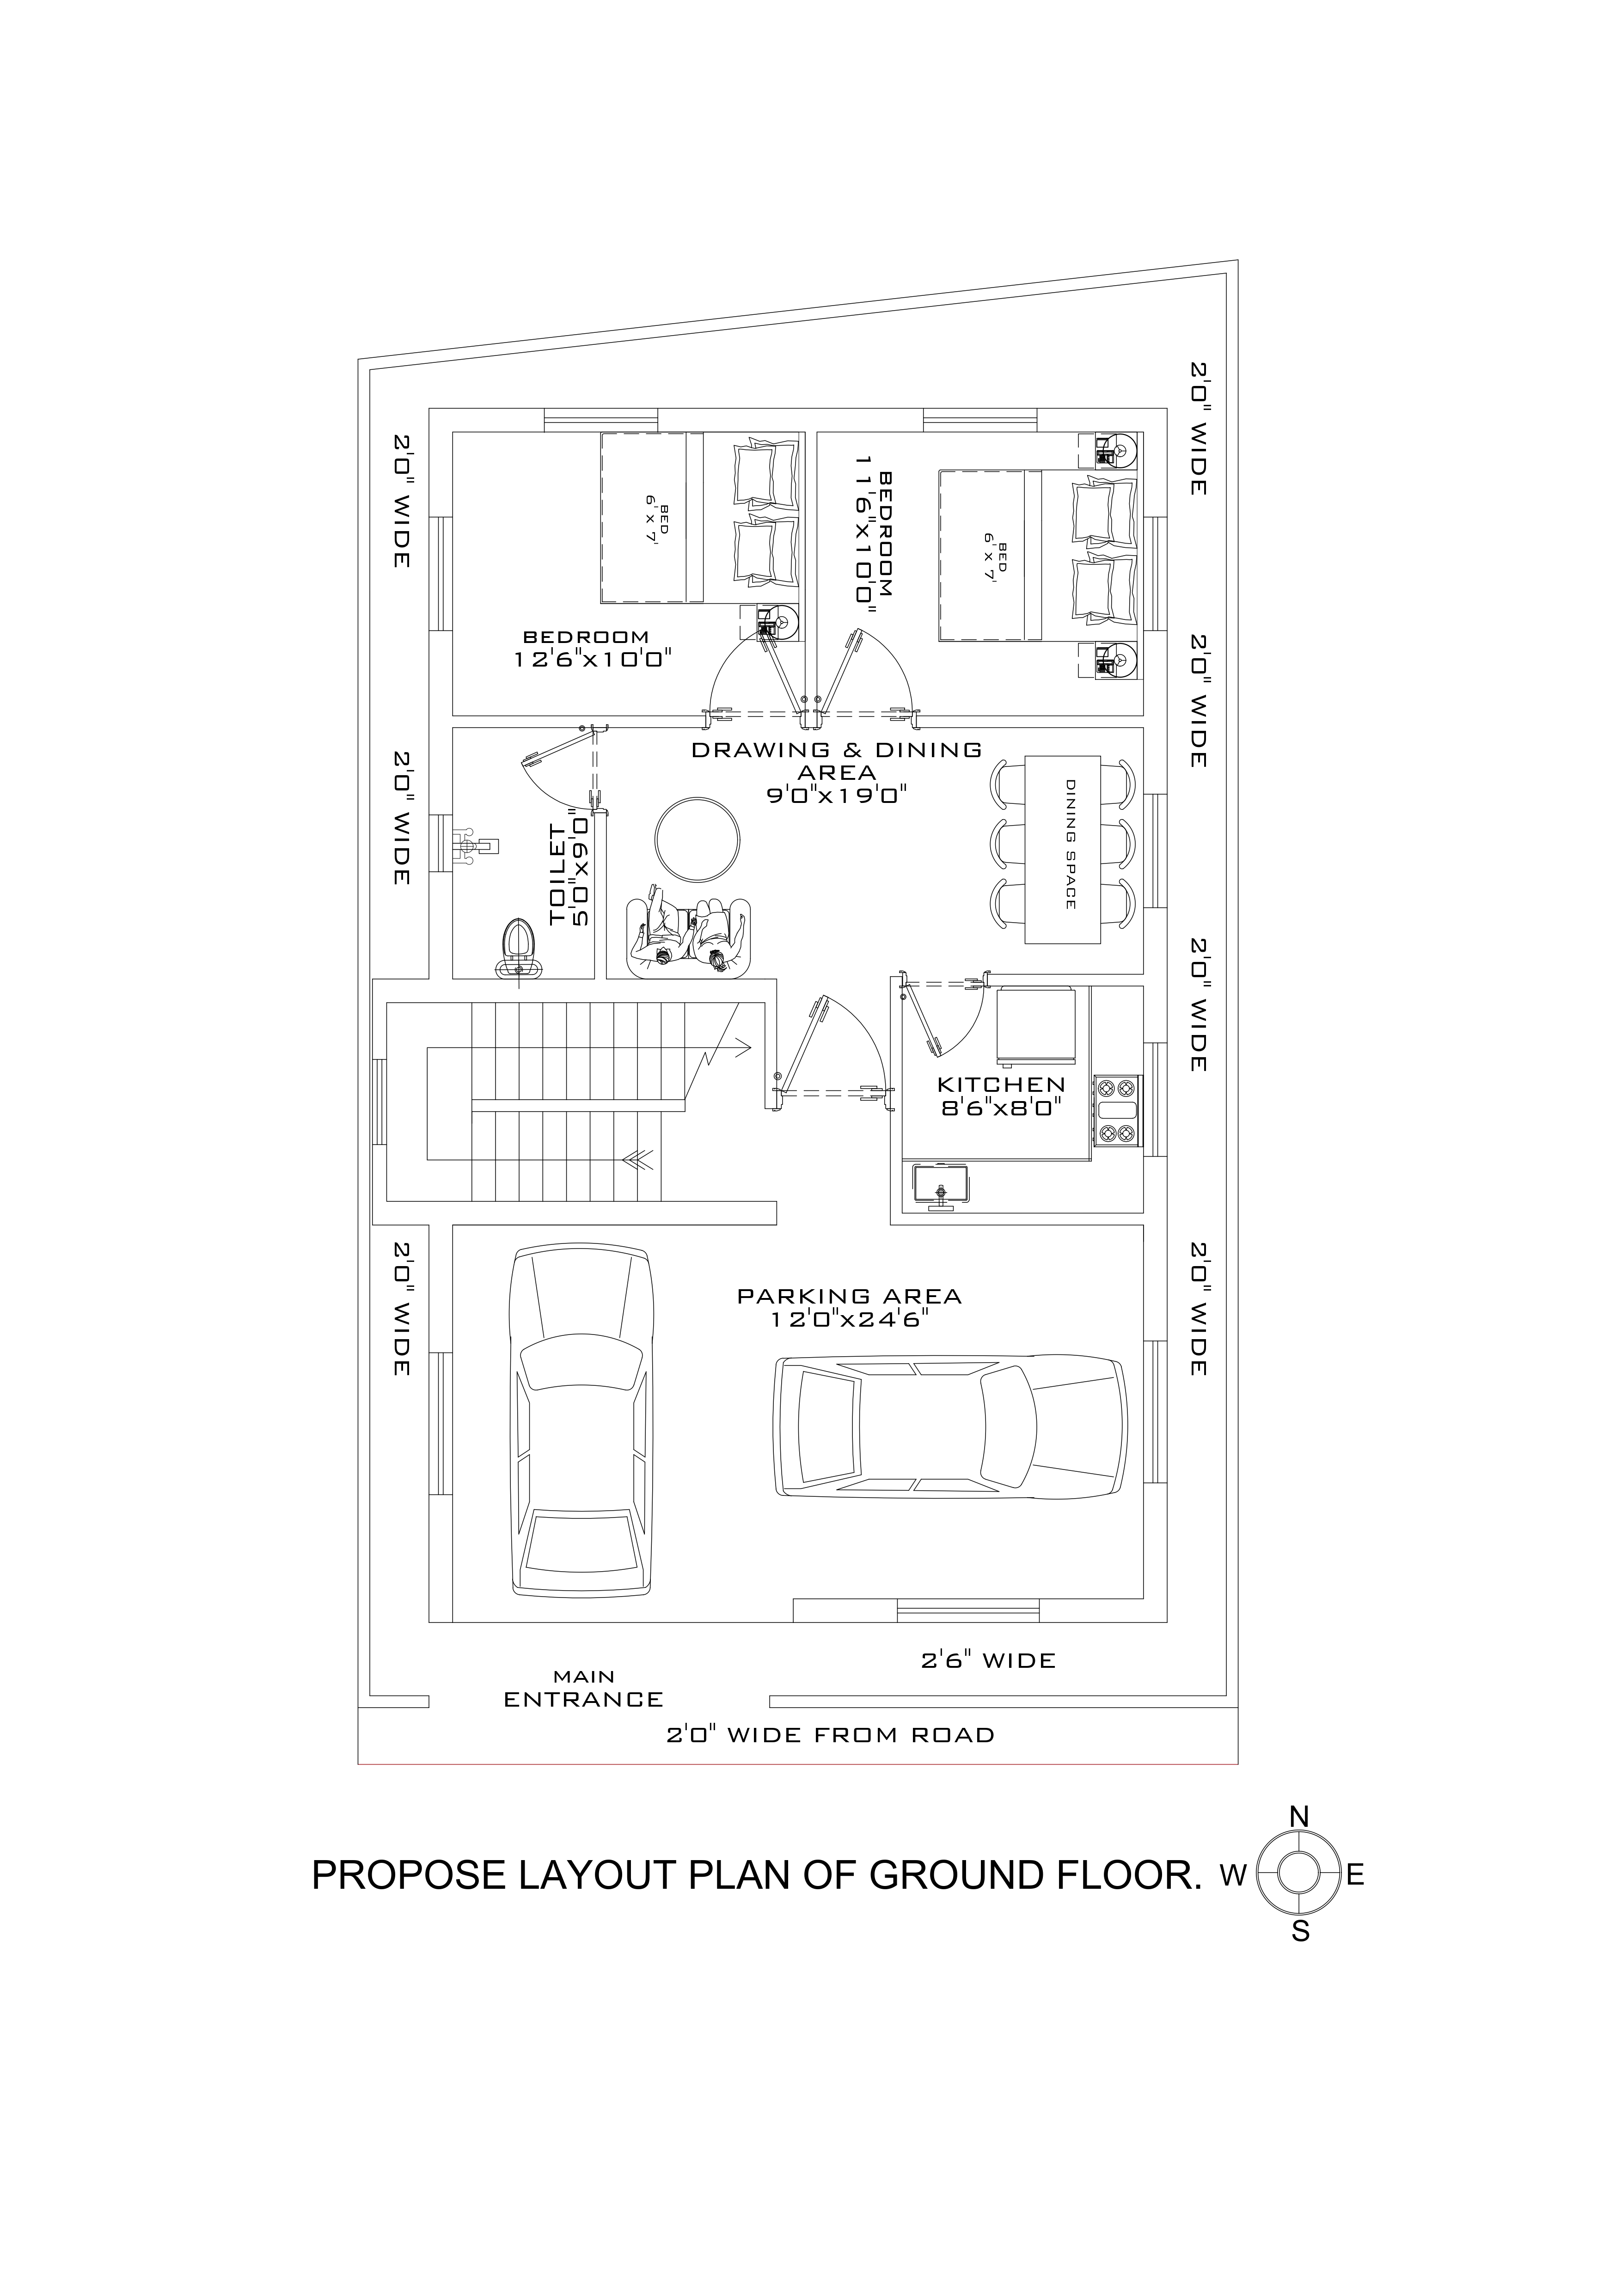 2'0" WIDE
2'0" WIDE
BED
6' x 7'
BEDROOM
11'6"x10'0"
BED
6' x 7'
BEDROOM
12'6"x10'0"
2'0" WIDE
2'0" WIDE
DRAWING & DINING
AREA
9'0"x19'0"
DINING SPACE
TOILET
5'0"x9'0"
2'0" WIDE
KITCHEN
8'6"x8'0"
2'0" WIDE
2'0" WIDE
PARKING AREA
12'0"x24'6"
2'6" WIDE
MAIN
ENTRANCE
2'0" WIDE FROM ROAD
PROPOSE LAYOUT PLAN OF GROUND FLOOR.
N
W
E
S